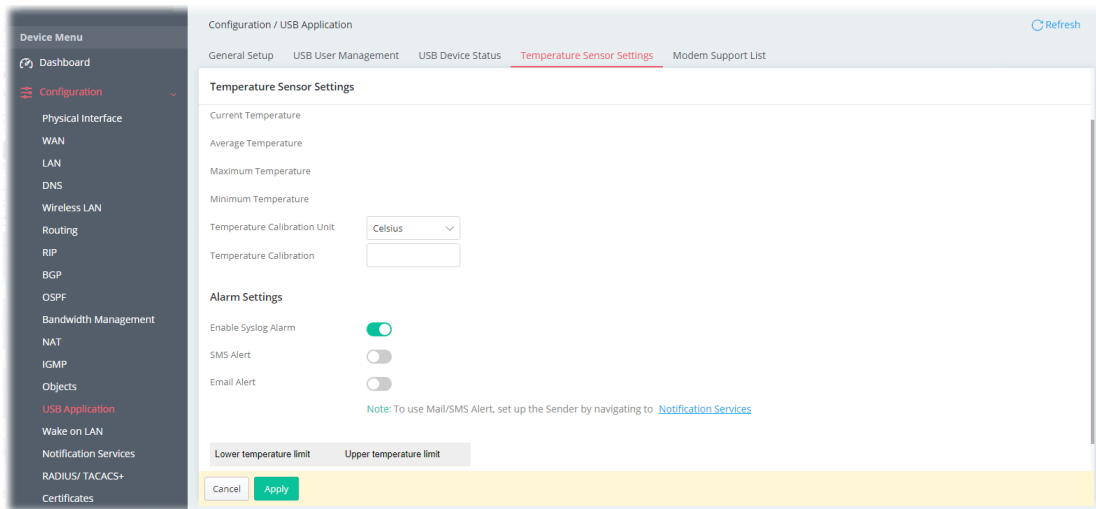 Device Menu
Dashboard
Configuration
Physical Interface
WAN
LAN
DNS
Wireless LAN
Routing
RIP
BGP
OSPF
Bandwidth Management
NAT
IGMP
Objects
USB Application
Wake on LAN
Notification Services
RADIUS/ TACACS+
Certificates
Configuration / USB Application
Refresh
General Setup USB User Management USB Device Status Temperature Sensor Settings Modem Support List
Temperature Sensor Settings
Current Temperature
Average Temperature
Maximum Temperature
Minimum Temperature
Temperature Calibration Unit Celsius
Temperature Calibration
Alarm Settings
Enable Syslog Alarm
SMS Alert
Email Alert
Note: To use Mail/SMS Alert, set up the Sender by navigating to Notification Services
Lower temperature limit Upper temperature limit
Cancel Apply